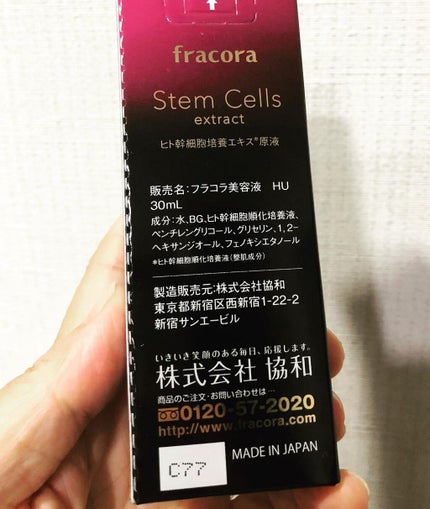 fracora
Stem Cells
extract
ヒト幹細胞培養エキス*原液
販売名:フラコラ美容液 HU
30mL
成分:水、BG、ヒト幹細胞順化培養液、
ペンチレングリコール、グリセリン、1,2-
ヘキサンジオール、フェノキシエタノール
*ヒト幹細胞順化培養液(整肌成分)
製造販売元:株式会社協和
東京都新宿区西新宿1-22-2
新宿サンエービル
いきいき笑顔のある毎日、応援します。
株式会社 協和
商品のご注文・お問い合わせは…
0120-57-2020
http://www.fracora.com
C77 MADE IN JAPAN